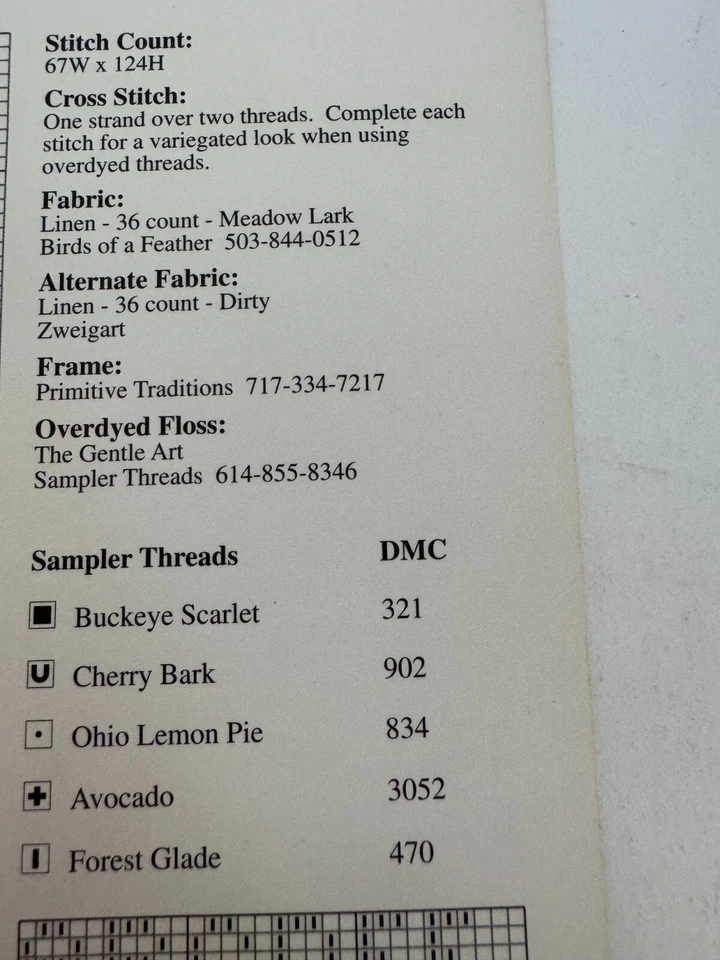 Stitch Count:
67W x 124H
Cross Stitch:
One strand over two threads.  Complete each
stitch for a variegated look when using
overdyed threads.
Fabric:
Linen - 36 count - Meadow Lark
Birds of a Feather  503-844-0512
Alternate Fabric:
Linen - 36 count - Dirty
Zweigart
Frame:
Primitive Traditions  717-334-7217
Overdyed Floss:
The Gentle Art
Sampler Threads  614-855-8346
Sampler Threads DMC
Buckeye Scarlet 321
Cherry Bark 902
Ohio Lemon Pie 834
Avocado 3052
Forest Glade 470